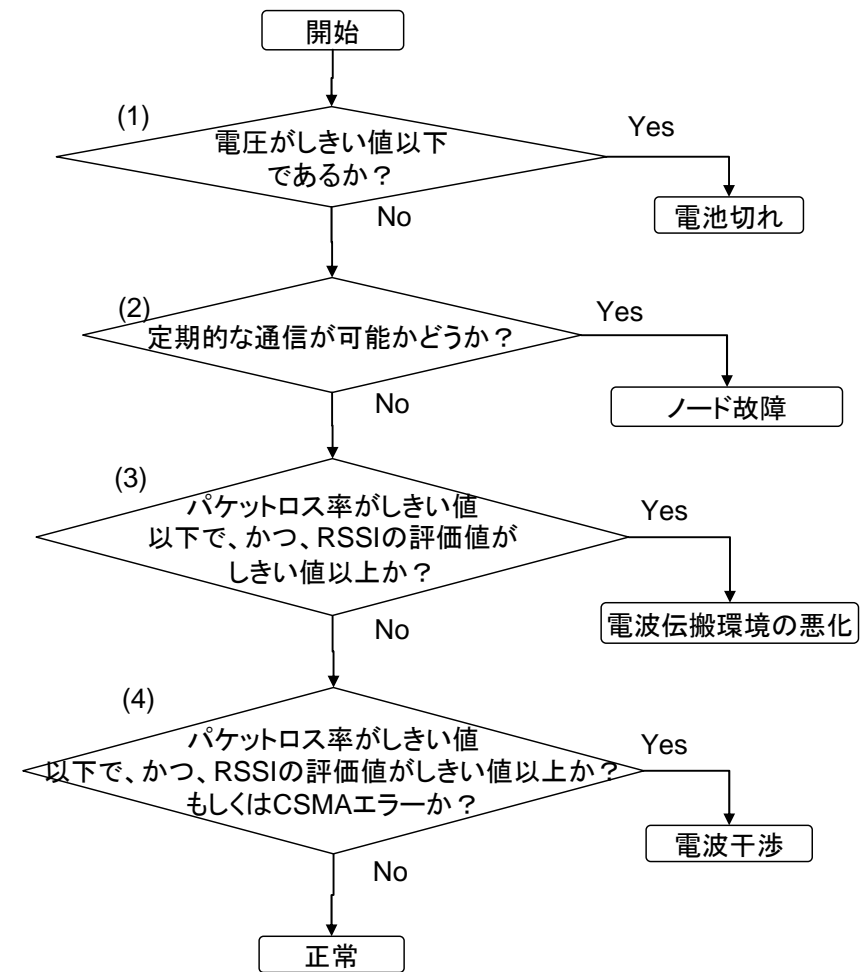 開始
(1)
電圧がしきい値以下
であるか？
Yes
電池切れ
No
(2)
定期的な通信が可能かどうか？
Yes
ノード故障
No
(3)
パケットロス率がしきい値
以下で、かつ、RSSIの評価値が
しきい値以上か？
Yes
電波伝搬環境の悪化
No
(4)
パケットロス率がしきい値
以下で、かつ、RSSIの評価値がしきい値以上か？
もしくはCSMAエラーか？
Yes
電波干渉
No
正常